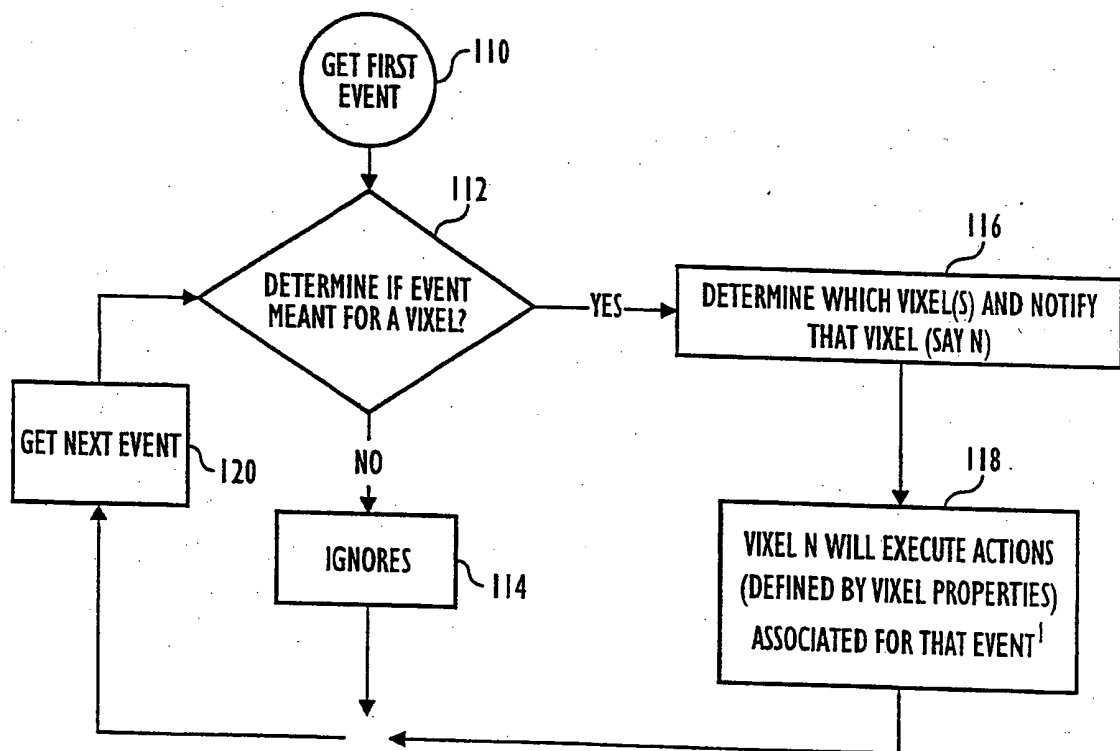 GET FIRST
EVENT
110
112
DETERMINE IF EVENT
MEANT FOR A VIXEL?
YES
116
DETERMINE WHICH VIXEL(S) AND NOTIFY
THAT VIXEL (SAY N)
GET NEXT EVENT
120
NO
IGNORES
114
118
VIXEL N WILL EXECUTE ACTIONS
(DEFINED BY VIXEL PROPERTIES)
ASSOCIATED FOR THAT EVENT¹